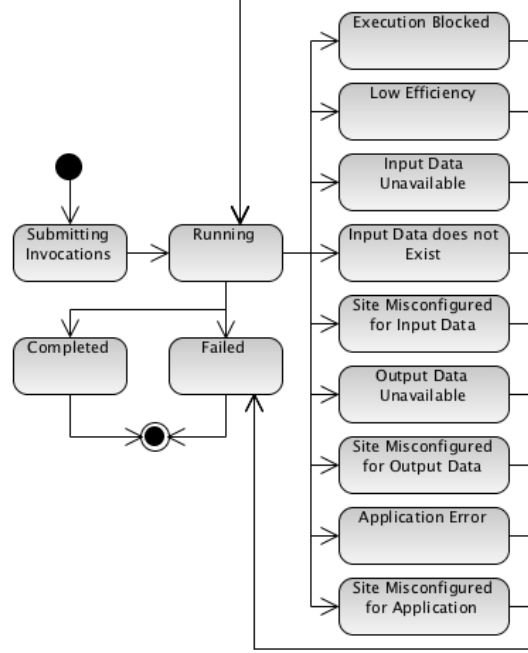 Execution Blocked
Low Efficiency
Input Data
Unavailable
Submitting
Invocations
Running
Input Data does not
Exist
Site Misconfigured
for Input Data
Completed
Failed
Output Data
Unavailable
Site Misconfigured
for Output Data
Application Error
Site Misconfigured
for Application